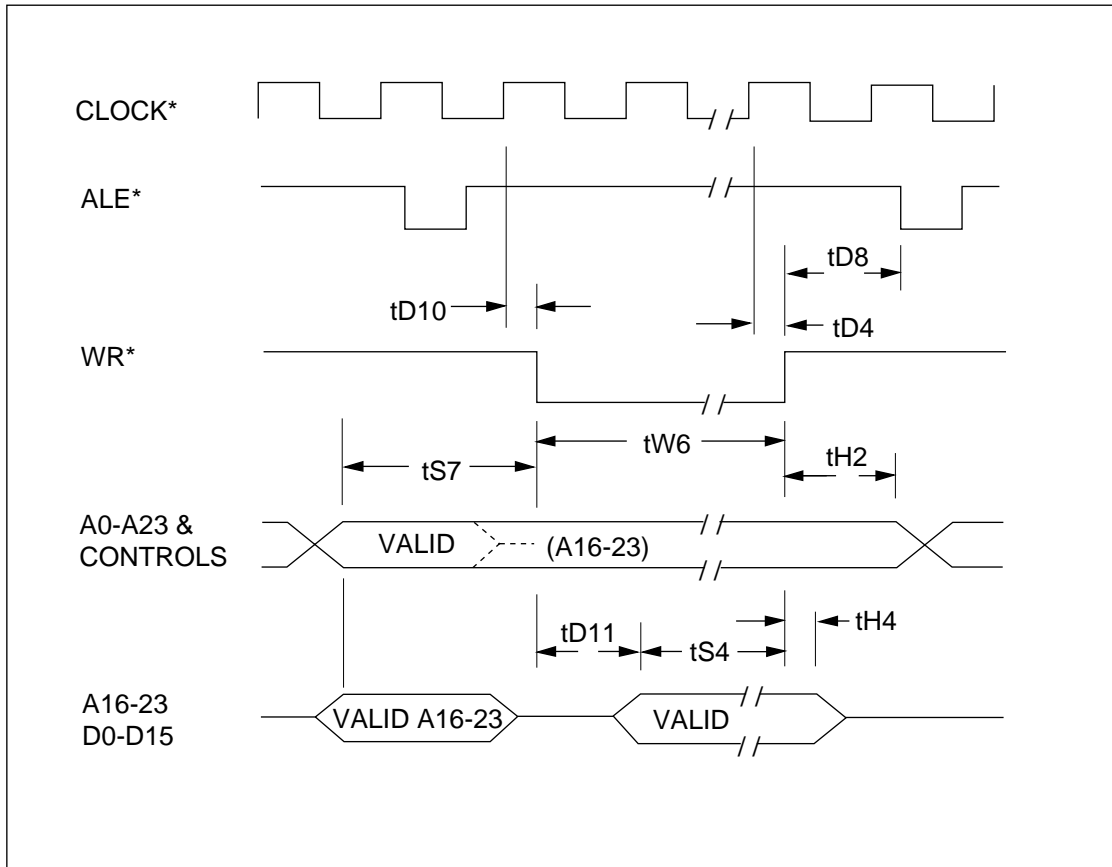 CLOCK*
ALE*
tD8
tD10
tD4
WR*
tW6
tS7
tH2
A0-A23 &
CONTROLS
VALID
(A16-23)
tD11
tS4
tH4
A16-23
D0-D15
VALID A16-23
VALID